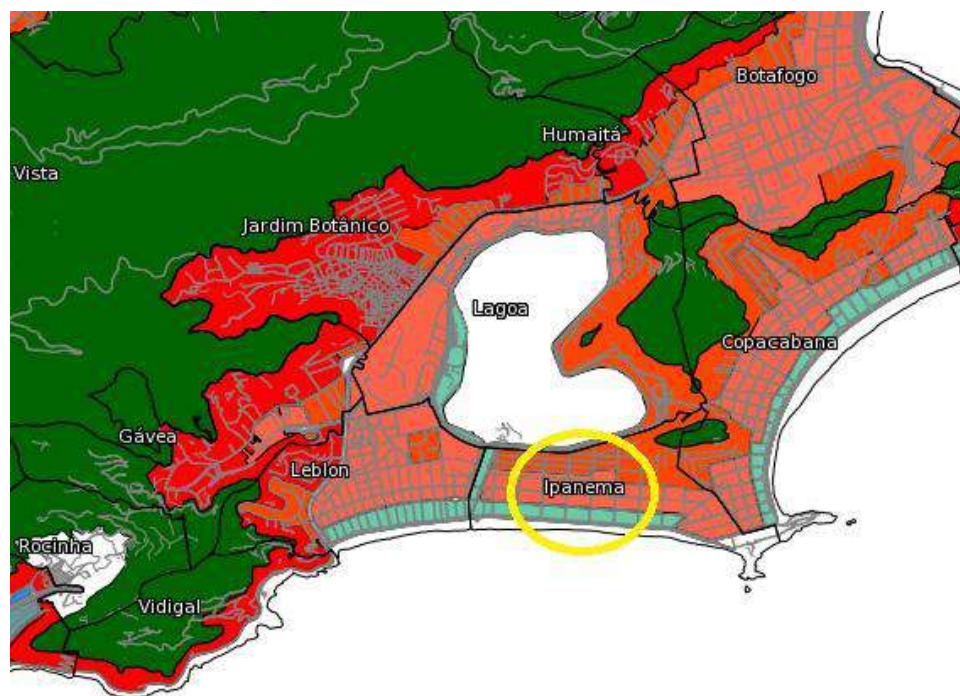 Botafogo
Humaitá
Vista
Jardim Botânico
Lagoa
Copacabana
Gávea
Leblon
Ipanema
Rocinha
Vidigal